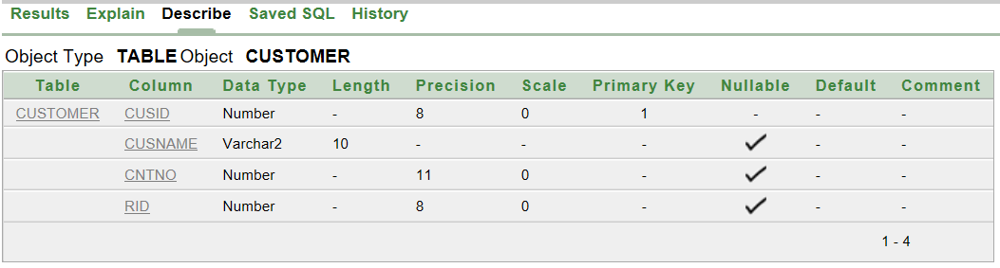 Results Explain Describe Saved SQL History
Object Type TABLE Object CUSTOMER
Table Column Data Type Length Precision Scale Primary Key Nullable Default Comment
CUSTOMER CUSID Number - 8 0 1 - - -
CUSNAME Varchar2 10 - - - ✓ - -
CNTNO Number - 11 0 - ✓ - -
RID Number - 8 0 - ✓ - -
1 - 4